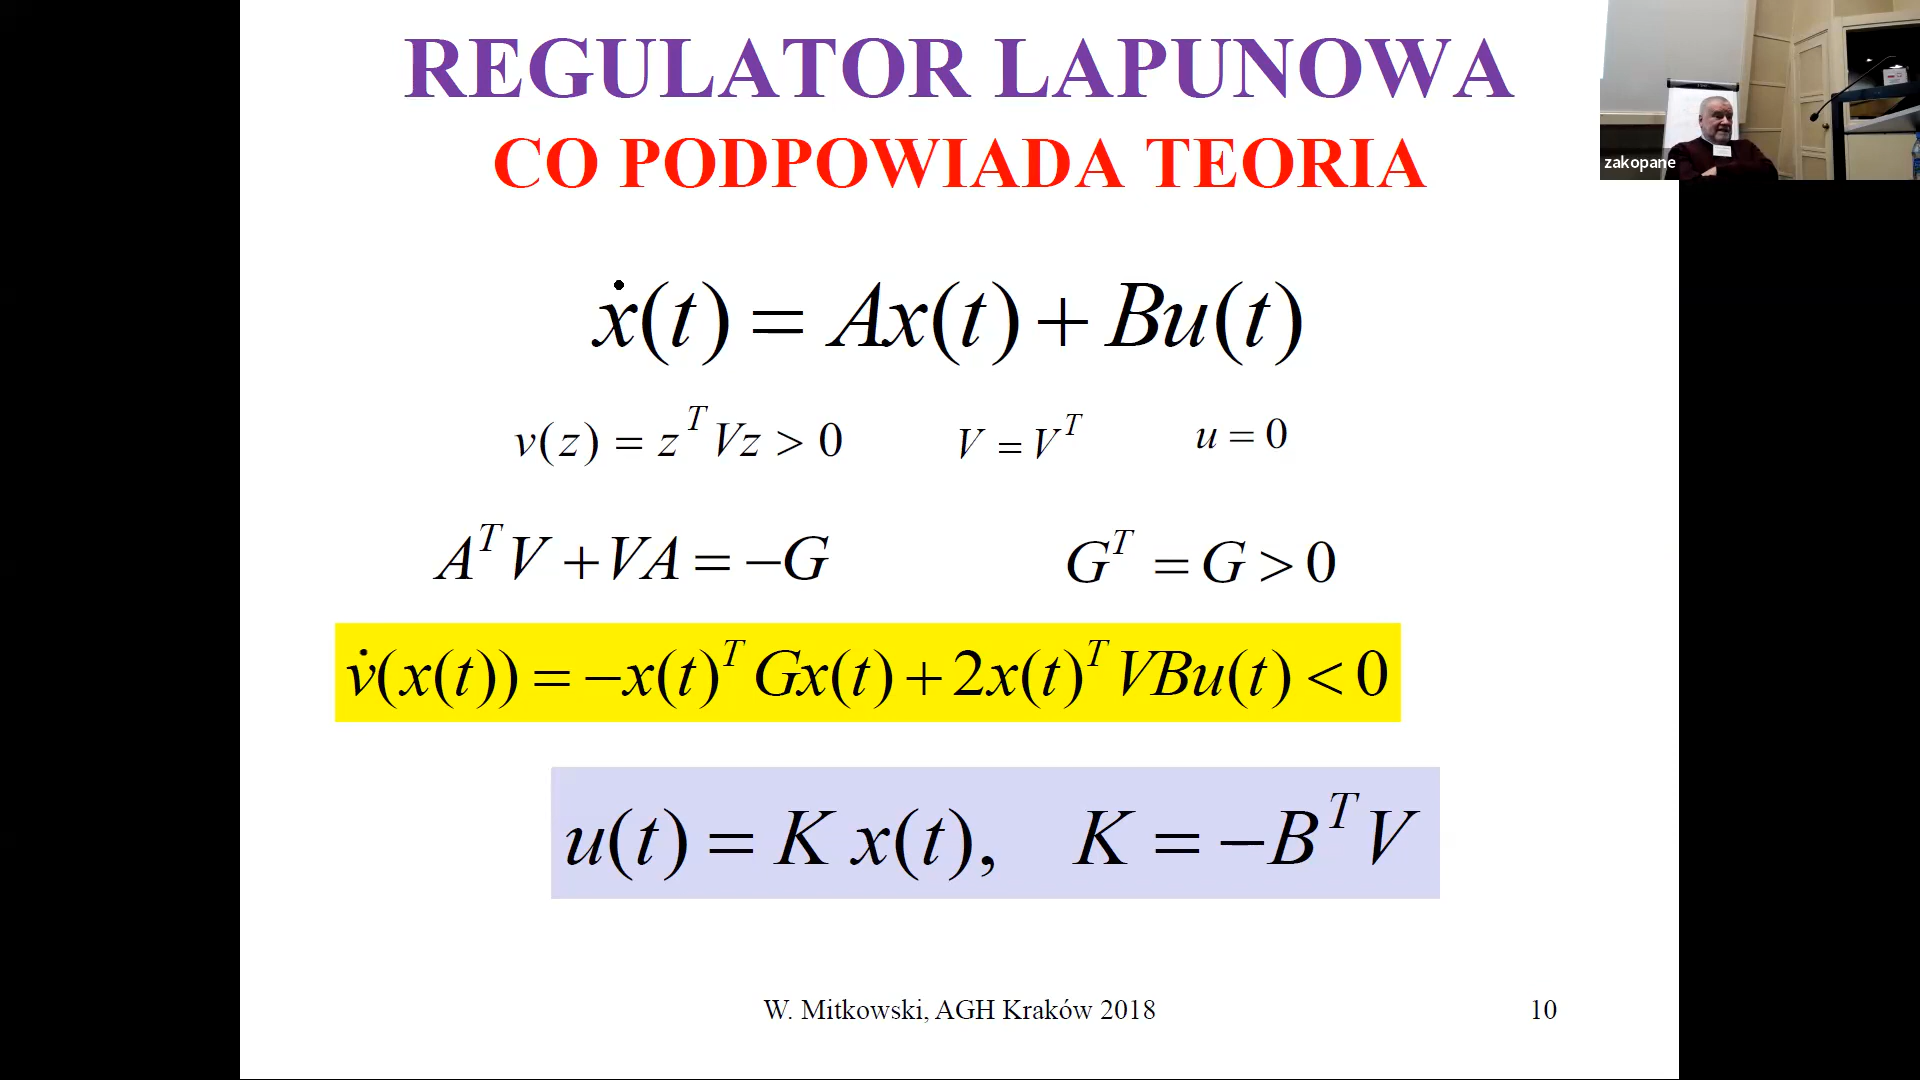 REGULATOR LAPUNOWA
CO PODPOWIADA TEORIA
zakopane
ẋ(t) = Ax(t) + Bu(t)
v(z) = z^T Vz > 0 V = V^T u = 0
A^T V + VA = −G G^T = G > 0
v̇(x(t)) = −x(t)^T Gx(t) + 2x(t)^T VBu(t) < 0
u(t) = K x(t), K = −B^T V
W. Mitkowski, AGH Kraków 2018 10